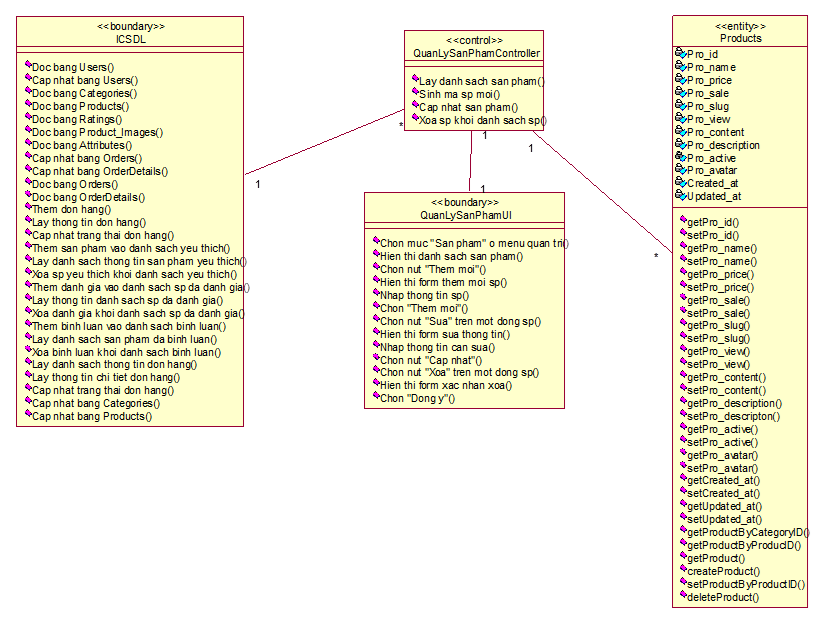 <<boundary>>
ICSDL
Doc bang Users()
Cap nhat bang Users()
Doc bang Categories()
Doc bang Products()
Doc bang Ratings()
Doc bang Product_Images()
Doc bang Attributes()
Cap nhat bang Orders()
Cap nhat bang OrderDetails()
Doc bang Orders()
Doc bang OrderDetails()
Them don hang()
Lay thong tin don hang()
Cap nhat trang thai don hang()
Them san pham vao danh sach yeu thich()
Lay danh sach thong tin san pham yeu thich()
Xoa sp yeu thich khoi danh sach yeu thich()
Them danh gia vao danh sach sp da danh gia()
Lay thong tin danh sach sp da danh gia()
Xoa danh gia khoi danh sach sp da danh gia()
Them binh luan vao danh sach binh luan()
Lay danh sach san pham da binh luan()
Xoa binh luan khoi danh sach binh luan()
Lay danh sach thong tin don hang()
Lay thong tin chi tiet don hang()
Cap nhat trang thai don hang()
Cap nhat bang Categories()
Cap nhat bang Products()
1
*
<<control>>
QuanLySanPhamController
Lay danh sach san pham()
Sinh ma sp moi()
Cap nhat san pham()
Xoa sp khoi danh sach sp()
1
1
1
*
<<boundary>>
QuanLySanPhamUI
Chon muc "San pham" o menu quan tri()
Hien thi danh sach san pham()
Chon nut "Them moi"()
Hien thi form them moi sp()
Nhap thong tin sp()
Chon "Them moi"()
Chon nut "Sua" tren mot dong sp()
Hien thi form sua thong tin()
Nhap thong tin can sua()
Chon nut "Cap nhat"()
Chon nut "Xoa" tren mot dong sp()
Hien thi form xac nhan xoa()
Chon "Dong y"()
<<entity>>
Products
Pro_id
Pro_name
Pro_price
Pro_sale
Pro_slug
Pro_view
Pro_content
Pro_description
Pro_active
Pro_avatar
Created_at
Updated_at
getPro_id()
setPro_id()
getPro_name()
setPro_name()
getPro_price()
setPro_price()
getPro_sale()
setPro_sale()
getPro_slug()
setPro_slug()
getPro_view()
setPro_view()
getPro_content()
setPro_content()
getPro_description()
setPro_descripton()
getPro_active()
setPro_active()
getPro_avatar()
setPro_avatar()
getCreated_at()
setCreated_at()
getUpdated_at()
setUpdated_at()
getProductByCategoryID()
getProductByProducID()
getProduct()
createProduct()
setProductByProductID()
deleteProduct()